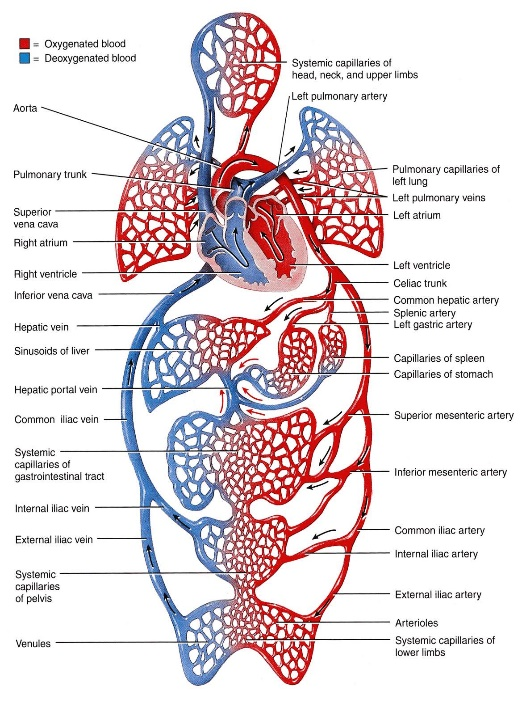 = Oxygenated blood
= Deoxygenated blood
Systemic capillaries of
head, neck, and upper limbs
Left pulmonary artery
Aorta
Pulmonary trunk
Superior
vena cava
Right atrium
Right ventricle
Inferior vena cava
Hepatic vein
Sinusoids of liver
Hepatic portal vein
Common iliac vein
Systemic
capillaries of
gastrointestinal tract
Internal iliac vein
External iliac vein
Systemic
capillaries
of pelvis
Venules
Pulmonary capillaries of
left lung
Left pulmonary veins
Left atrium
Left ventricle
Celiac trunk
Common hepatic artery
Splenic artery
Left gastric artery
Capillaries of spleen
Capillaries of stomach
Superior mesenteric artery
Inferior mesenteric artery
Common iliac artery
Internal iliac artery
External iliac artery
Arterioles
Systemic capillaries of
lower limbs